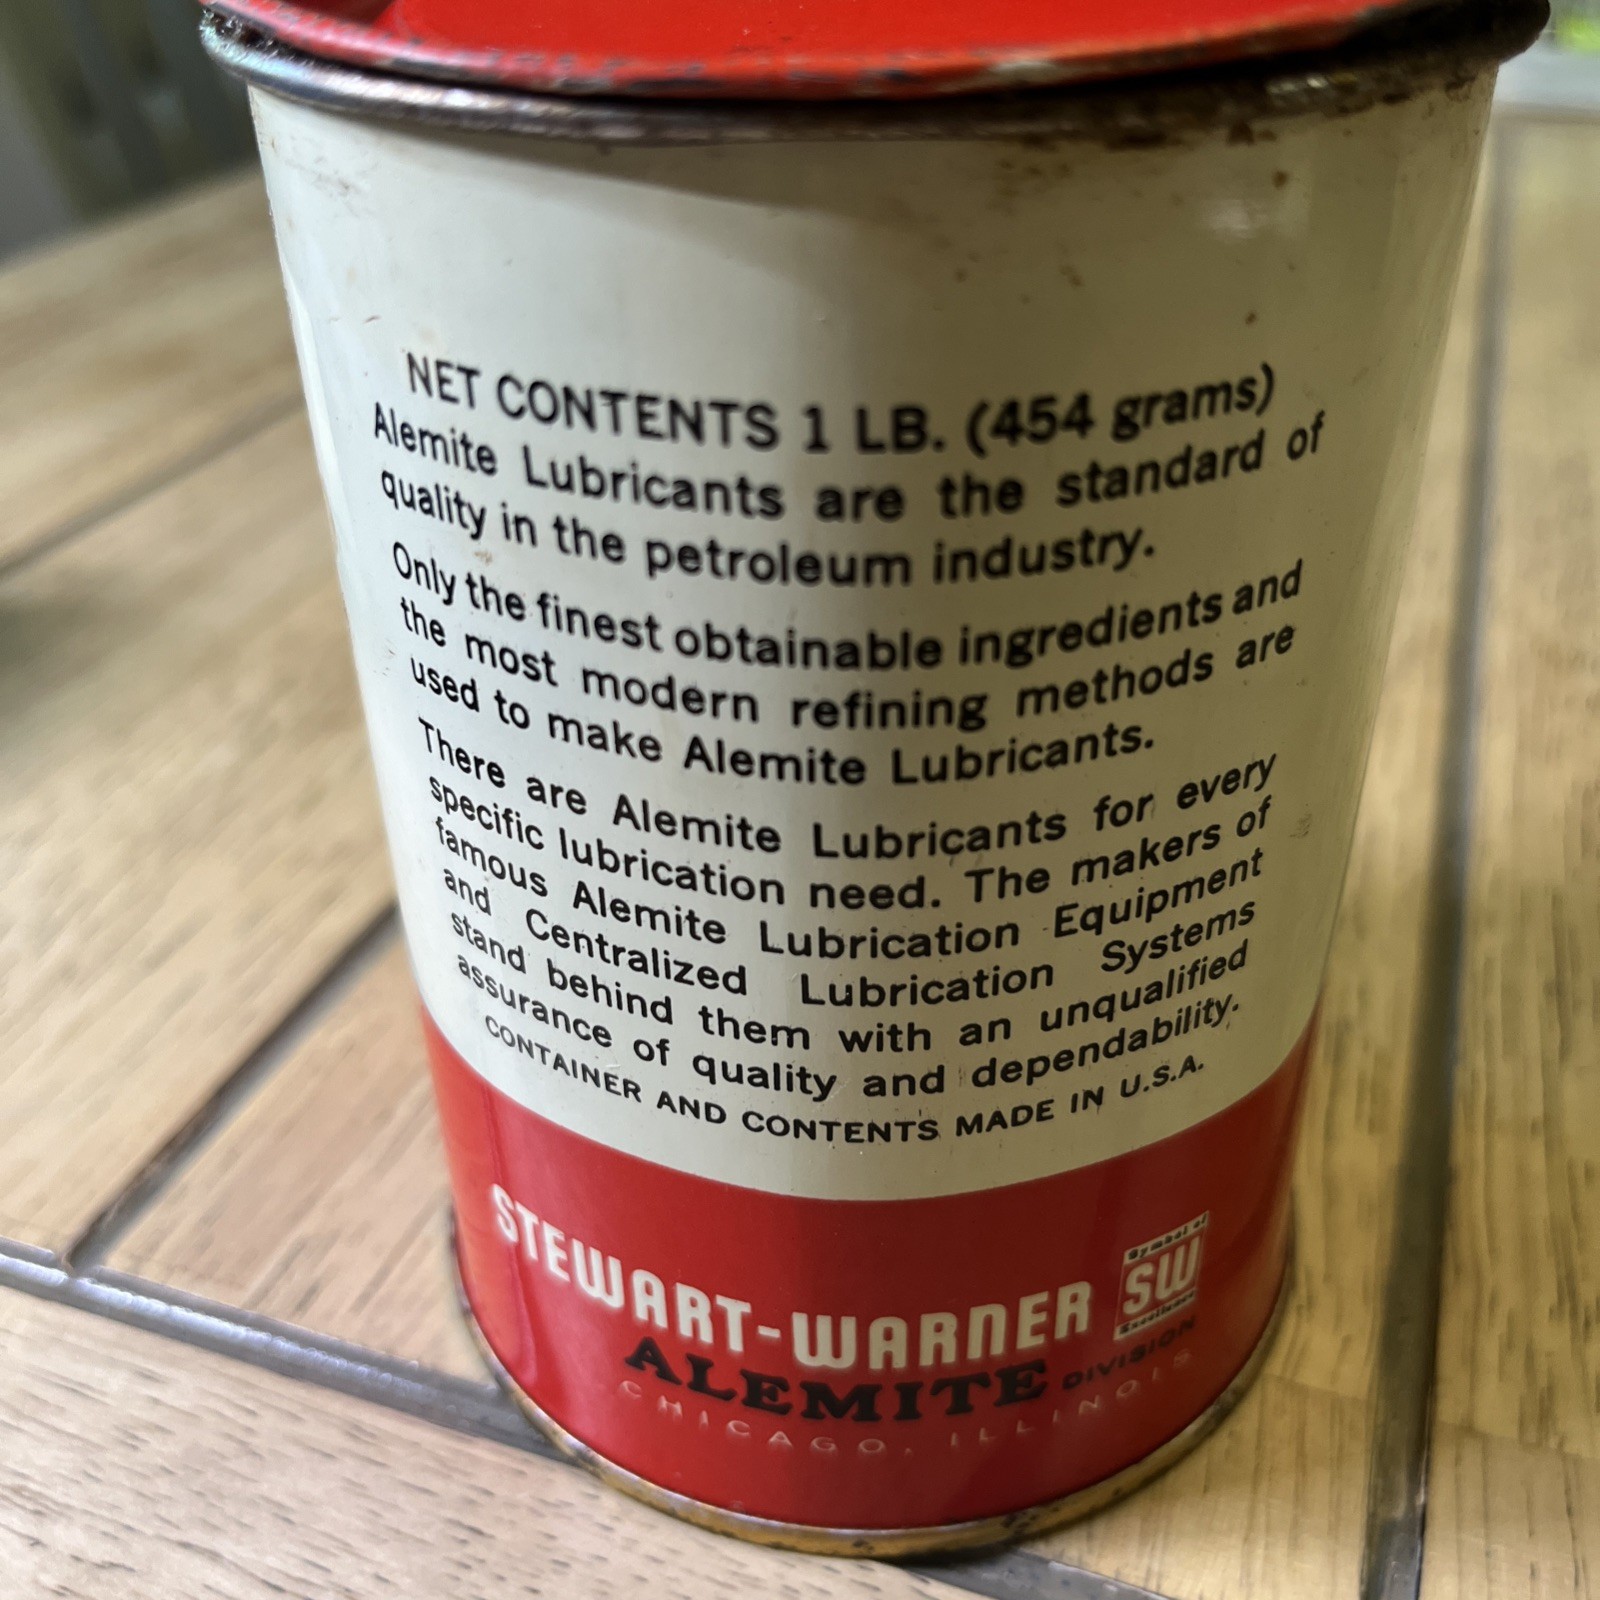 NET CONTENTS 1 LB. (454 grams)
Alemite Lubricants are the standard of
quality in the petroleum industry.
Only the finest obtainable ingredients and
the most modern refining methods are
used to make Alemite Lubricants.
There are Alemite Lubricants for every
specific lubrication need. The makers of
famous Alemite Lubrication Equipment
and Centralized Lubrication Systems
stand behind them with an unqualified
assurance of quality and dependability.
CONTAINER AND CONTENTS MADE IN U.S.A.
STEWART-WARNER
Symbol of
SW
Excellence
ALEMITE DIVISION
CHICAGO, ILLINOIS